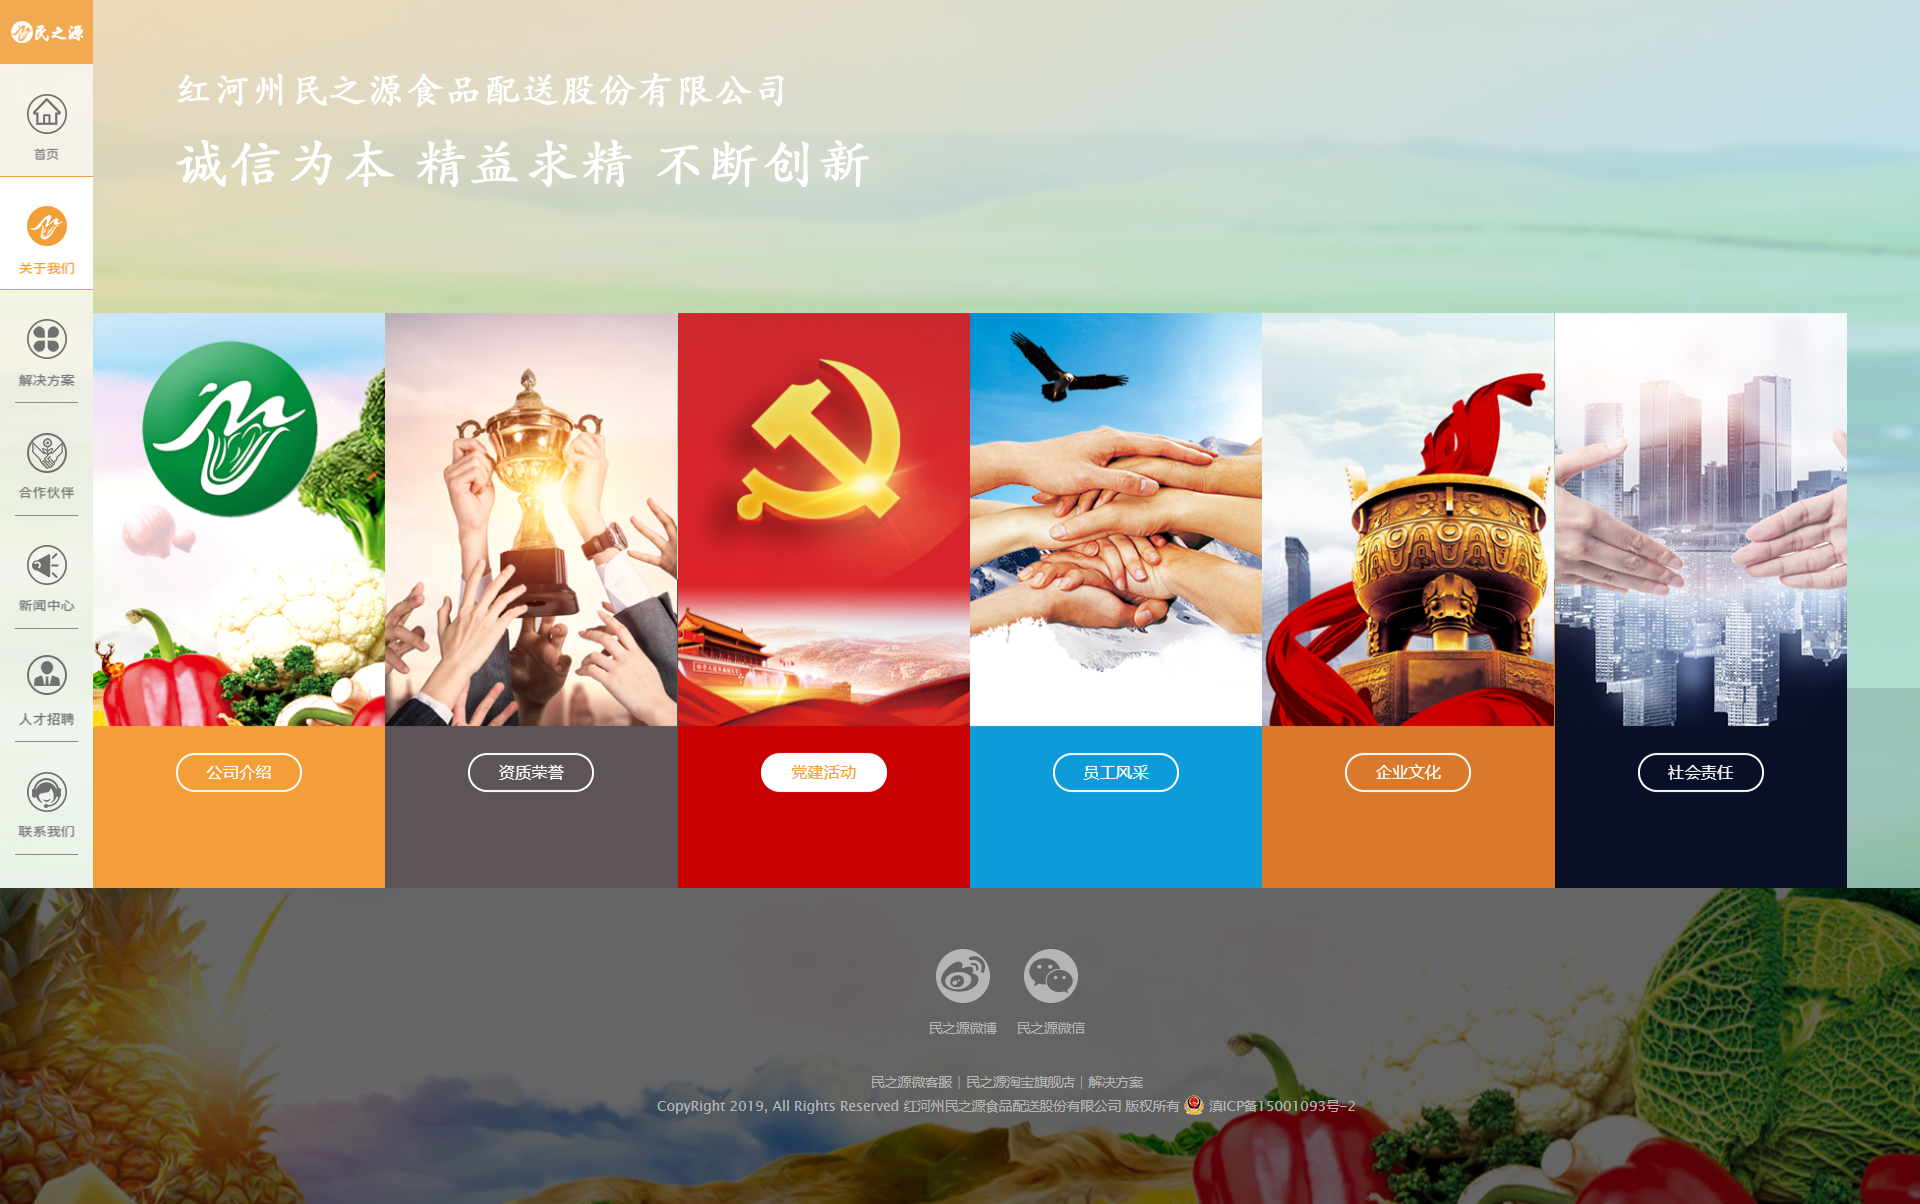 民之源
首页
关于我们
解决方案
合作伙伴
新闻中心
人才招聘
联系我们
红河州民之源食品配送股份有限公司
诚信为本 精益求精 不断创新
公司介绍
资质荣誉
党建活动
员工风采
企业文化
社会责任
民之源微博 民之源微信
民之源微客服 | 民之源淘宝旗舰店 | 解决方案
CopyRight 2019, All Rights Reserved 红河州民之源食品配送股份有限公司 版权所有 滇ICP备15001093号-2